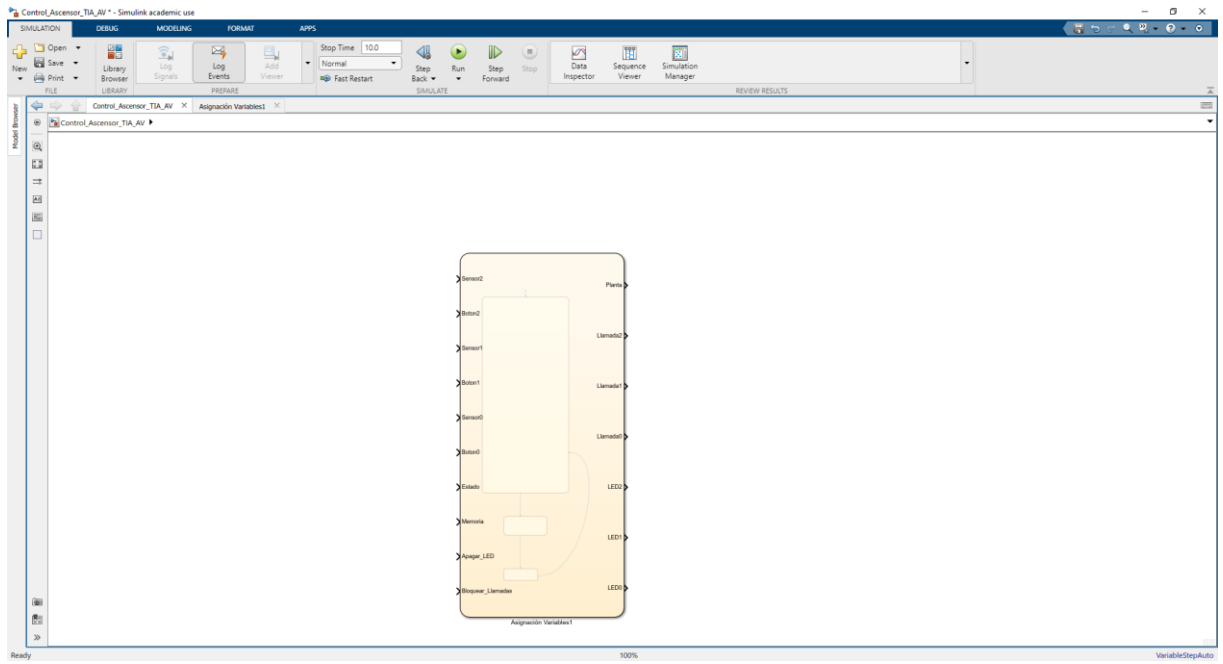 Control_Ascensor_TIA_AV * - Simulink academic use
SIMULATION DEBUG MODELING FORMAT APPS
New
Open
Save
Print
FILE
Library Browser
LIBRARY
Log Signals
Log Events
Add Viewer
PREPARE
Stop Time 10.0
Normal
Fast Restart
Step Back
Run
Step Forward
Stop
SIMULATE
Data Inspector
Sequence Viewer
Simulation Manager
REVIEW RESULTS
Model Browser
Control_Ascensor_TIA_AV
Asignación Variables1
Control_Ascensor_TIA_AV
Sensor2
Boton2
Sensor1
Boton1
Sensor0
Boton0
Estado
Memoria
Apagar_LED
Bloquear_Llamadas
Planta
Llamada2
Llamada1
Llamada0
LED2
LED1
LED0
Asignación Variables1
Ready
100%
VariableStepAuto